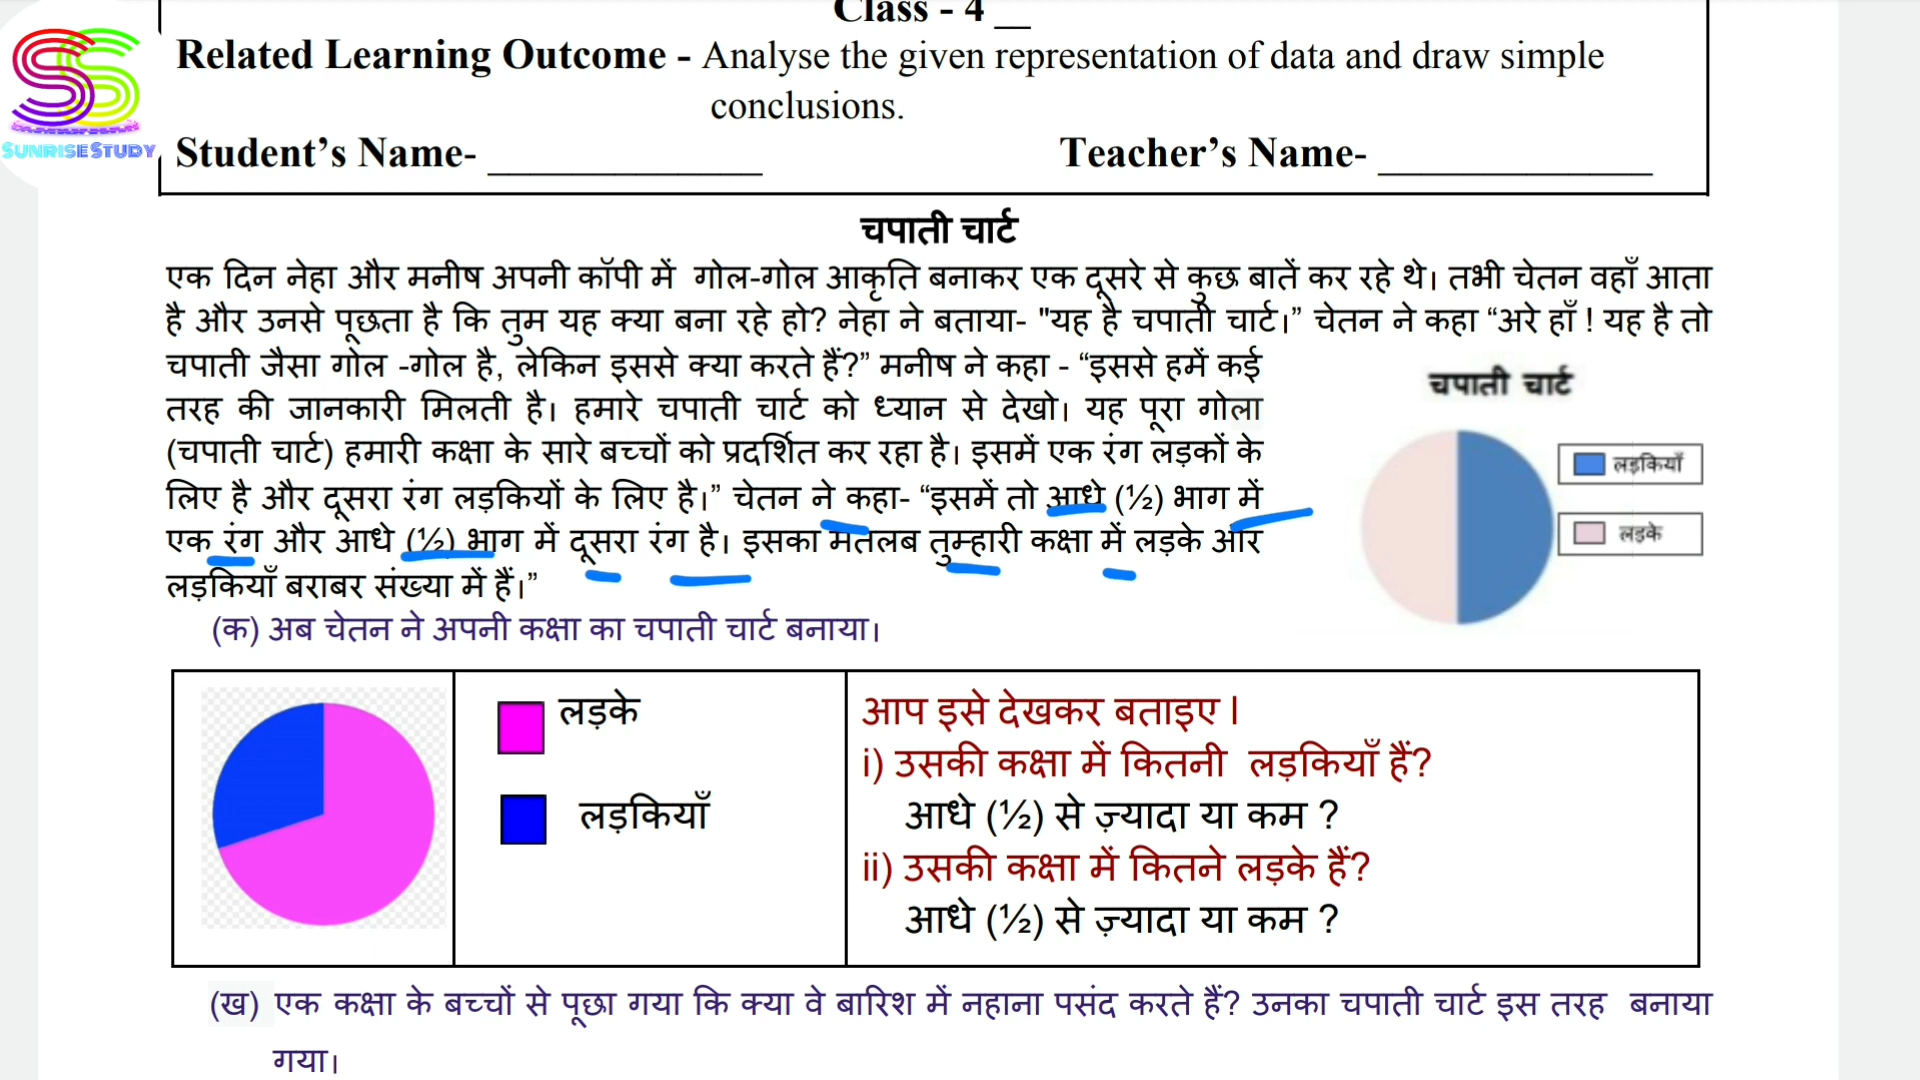 Class - 4 __
SUNRISESTUDY
Related Learning Outcome - Analyse the given representation of data and draw simple
conclusions.
Student’s Name- _____________ Teacher’s Name- _____________
चपाती चार्ट
एक दिन नेहा और मनीष अपनी कॉपी में गोल-गोल आकृति बनाकर एक दूसरे से कुछ बातें कर रहे थे। तभी चेतन वहाँ आता
है और उनसे पूछता है कि तुम यह क्या बना रहे हो? नेहा ने बताया- "यह है चपाती चार्ट।” चेतन ने कहा “अरे हाँ ! यह है तो
चपाती जैसा गोल -गोल है, लेकिन इससे क्या करते हैं?” मनीष ने कहा - “इससे हमें कई
तरह की जानकारी मिलती है। हमारे चपाती चार्ट को ध्यान से देखो। यह पूरा गोला
(चपाती चार्ट) हमारी कक्षा के सारे बच्चों को प्रदर्शित कर रहा है। इसमें एक रंग लड़कों के
लिए है और दूसरा रंग लड़कियों के लिए है।” चेतन ने कहा- “इसमें तो आधे (½) भाग में
एक रंग और आधे (½) भाग में दूसरा रंग है। इसका मतलब तुम्हारी कक्षा में लड़के और
लड़कियाँ बराबर संख्या में हैं।”
चपाती चार्ट
लड़कियाँ
लड़के
(क) अब चेतन ने अपनी कक्षा का चपाती चार्ट बनाया।
लड़के
लड़कियाँ
आप इसे देखकर बताइए।
i) उसकी कक्षा में कितनी लड़कियाँ हैं?
आधे (½) से ज़्यादा या कम ?
ii) उसकी कक्षा में कितने लड़के हैं?
आधे (½) से ज़्यादा या कम ?
(ख) एक कक्षा के बच्चों से पूछा गया कि क्या वे बारिश में नहाना पसंद करते हैं? उनका चपाती चार्ट इस तरह बनाया
गया।